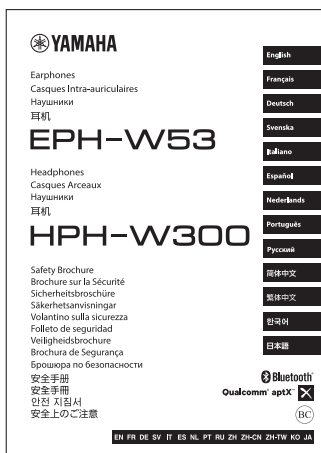 YAMAHA
Earphones
Casques Intra-auriculaires
Наушники
耳机
EPH-W53
Headphones
Casques Arceaux
Наушники
耳机
HPH-W300
Safety Brochure
Brochure sur la Sécurité
Sicherheitsbroschüre
Säkerhetsanvisningar
Volantino sulla sicurezza
Folleto de seguridad
Veiligheidsbrochure
Brochura de Segurança
Брошюра по безопасности
安全手册
安全手冊
안전 지침서
安全上のご注意
English
Français
Deutsch
Svenska
Italiano
Español
Nederlands
Português
Русский
简体中文
繁体中文
한국어
日本語
Bluetooth®
Qualcomm® aptX™
BC
EN FR DE SV IT ES NL PT RU ZH ZH-CN ZH-TW KO JA